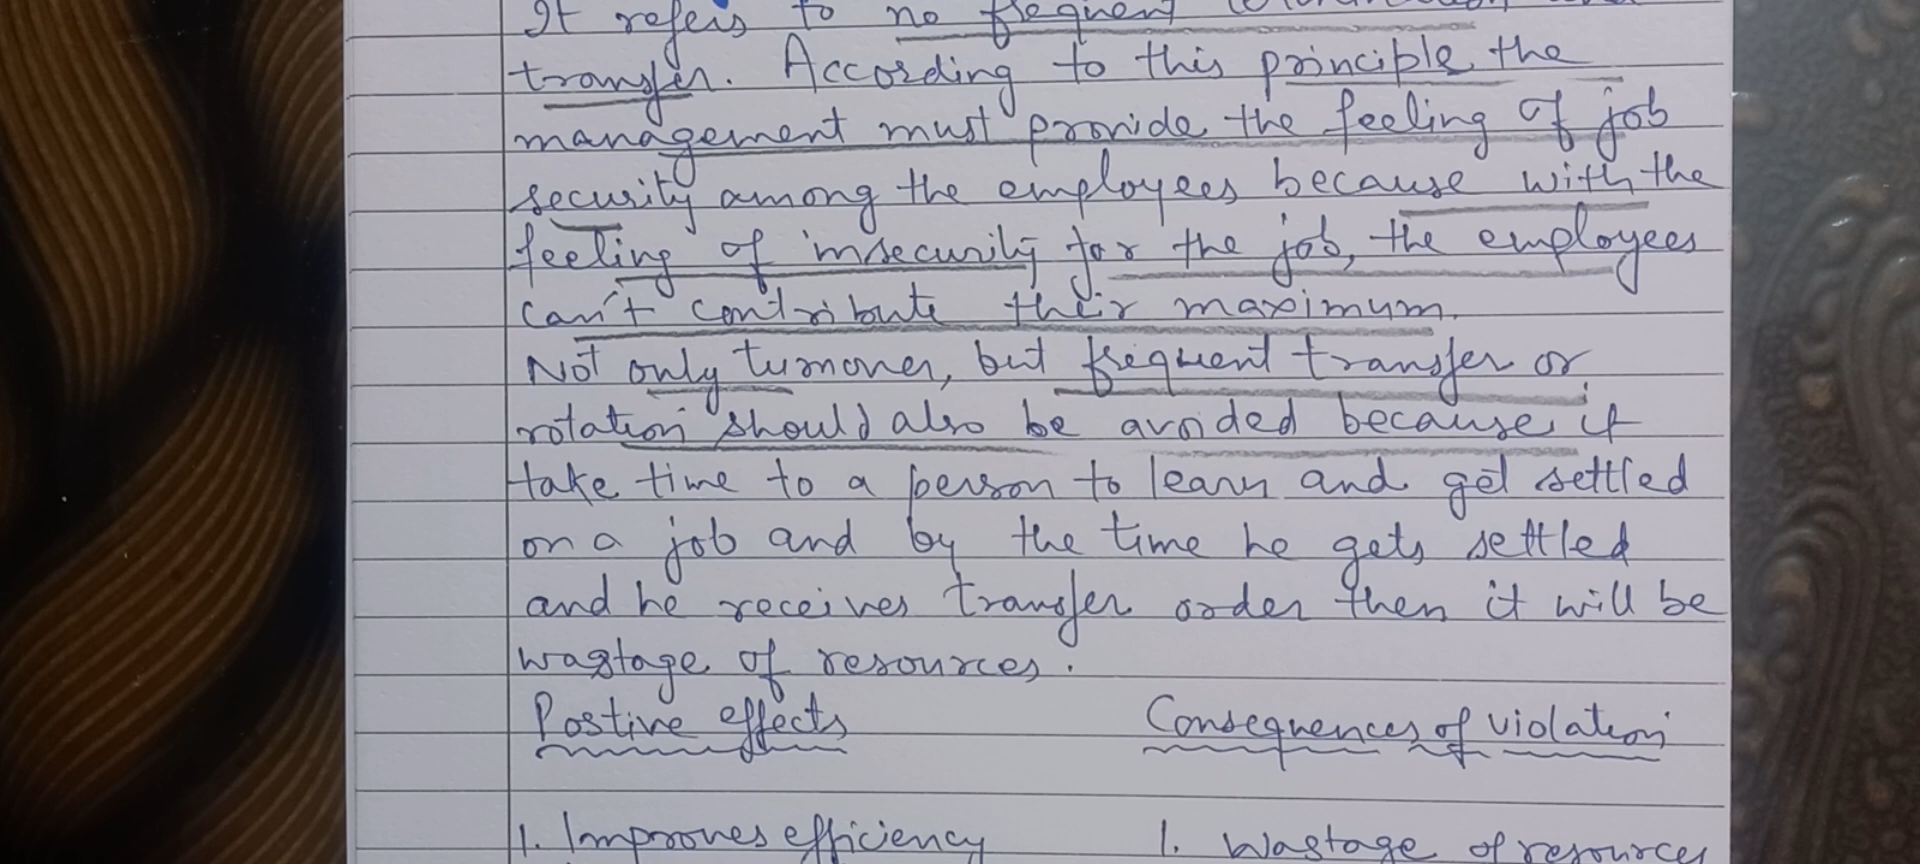 It refers to no frequent
transfer. According to this principle the
management must provide the feeling of job
security among the employees because with the
feeling of insecurity for the job, the employees
can't contribute their maximum.
Not only turnover, but frequent transfer or
rotation should also be avoided because it
take time to a person to learn and get settled
on a job and by the time he gets settled
and he receives transfer order then it will be
wastage of resources.
Postive effects Consequences of violation
1. Improves efficiency 1. Wastage of resources